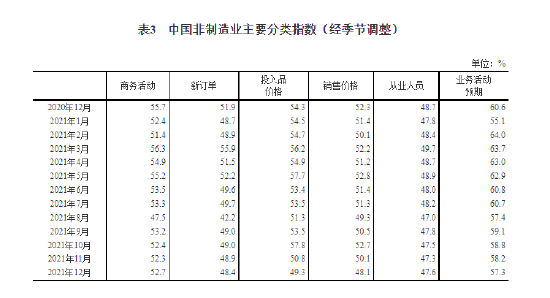 表3 中国非制造业主要分类指数（经季节调整）
单位：%
商务活动 新订单 投入品价格 销售价格 从业人员 业务活动预期
2020年12月 55.7 51.9 54.3 52.3 48.7 60.6
2021年1月 52.4 48.7 54.5 51.4 47.8 55.1
2021年2月 51.4 48.9 54.7 50.1 48.4 64.0
2021年3月 56.3 55.9 56.2 52.2 49.7 63.7
2021年4月 54.9 51.5 54.9 51.2 48.7 63.0
2021年5月 55.2 52.2 57.7 52.8 48.9 62.9
2021年6月 53.5 49.6 53.4 51.4 48.0 60.8
2021年7月 53.3 49.7 53.5 51.3 48.2 60.7
2021年8月 47.5 42.2 51.3 49.3 47.0 57.4
2021年9月 53.2 49.0 53.5 50.5 47.8 59.1
2021年10月 52.4 49.0 57.8 52.7 47.5 58.8
2021年11月 52.3 48.9 50.8 50.1 47.3 58.2
2021年12月 52.7 48.4 49.3 48.1 47.6 57.3